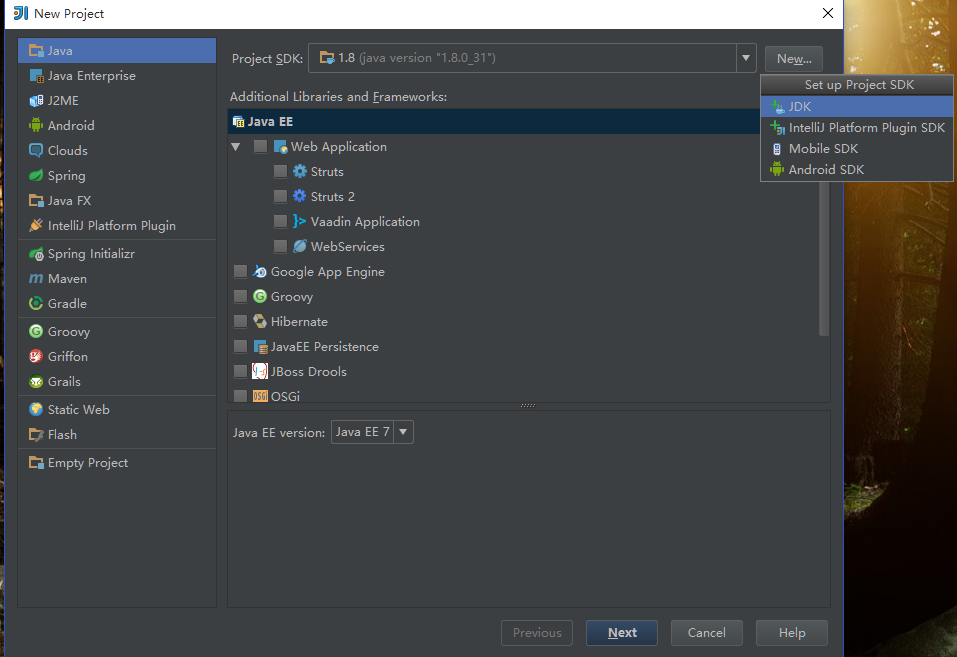 New Project
Java
Java Enterprise
J2ME
Android
Clouds
Spring
Java FX
IntelliJ Platform Plugin
Spring Initializr
Maven
Gradle
Groovy
Griffon
Grails
Static Web
Flash
Empty Project
Project SDK: 1.8 (java version "1.8.0_31") New...
Set up Project SDK
JDK
IntelliJ Platform Plugin SDK
Mobile SDK
Android SDK
Additional Libraries and Frameworks:
Java EE
Web Application
Struts
Struts 2
Vaadin Application
WebServices
Google App Engine
Groovy
Hibernate
JavaEE Persistence
JBoss Drools
OSGi
Java EE version: Java EE 7
Previous Next Cancel Help